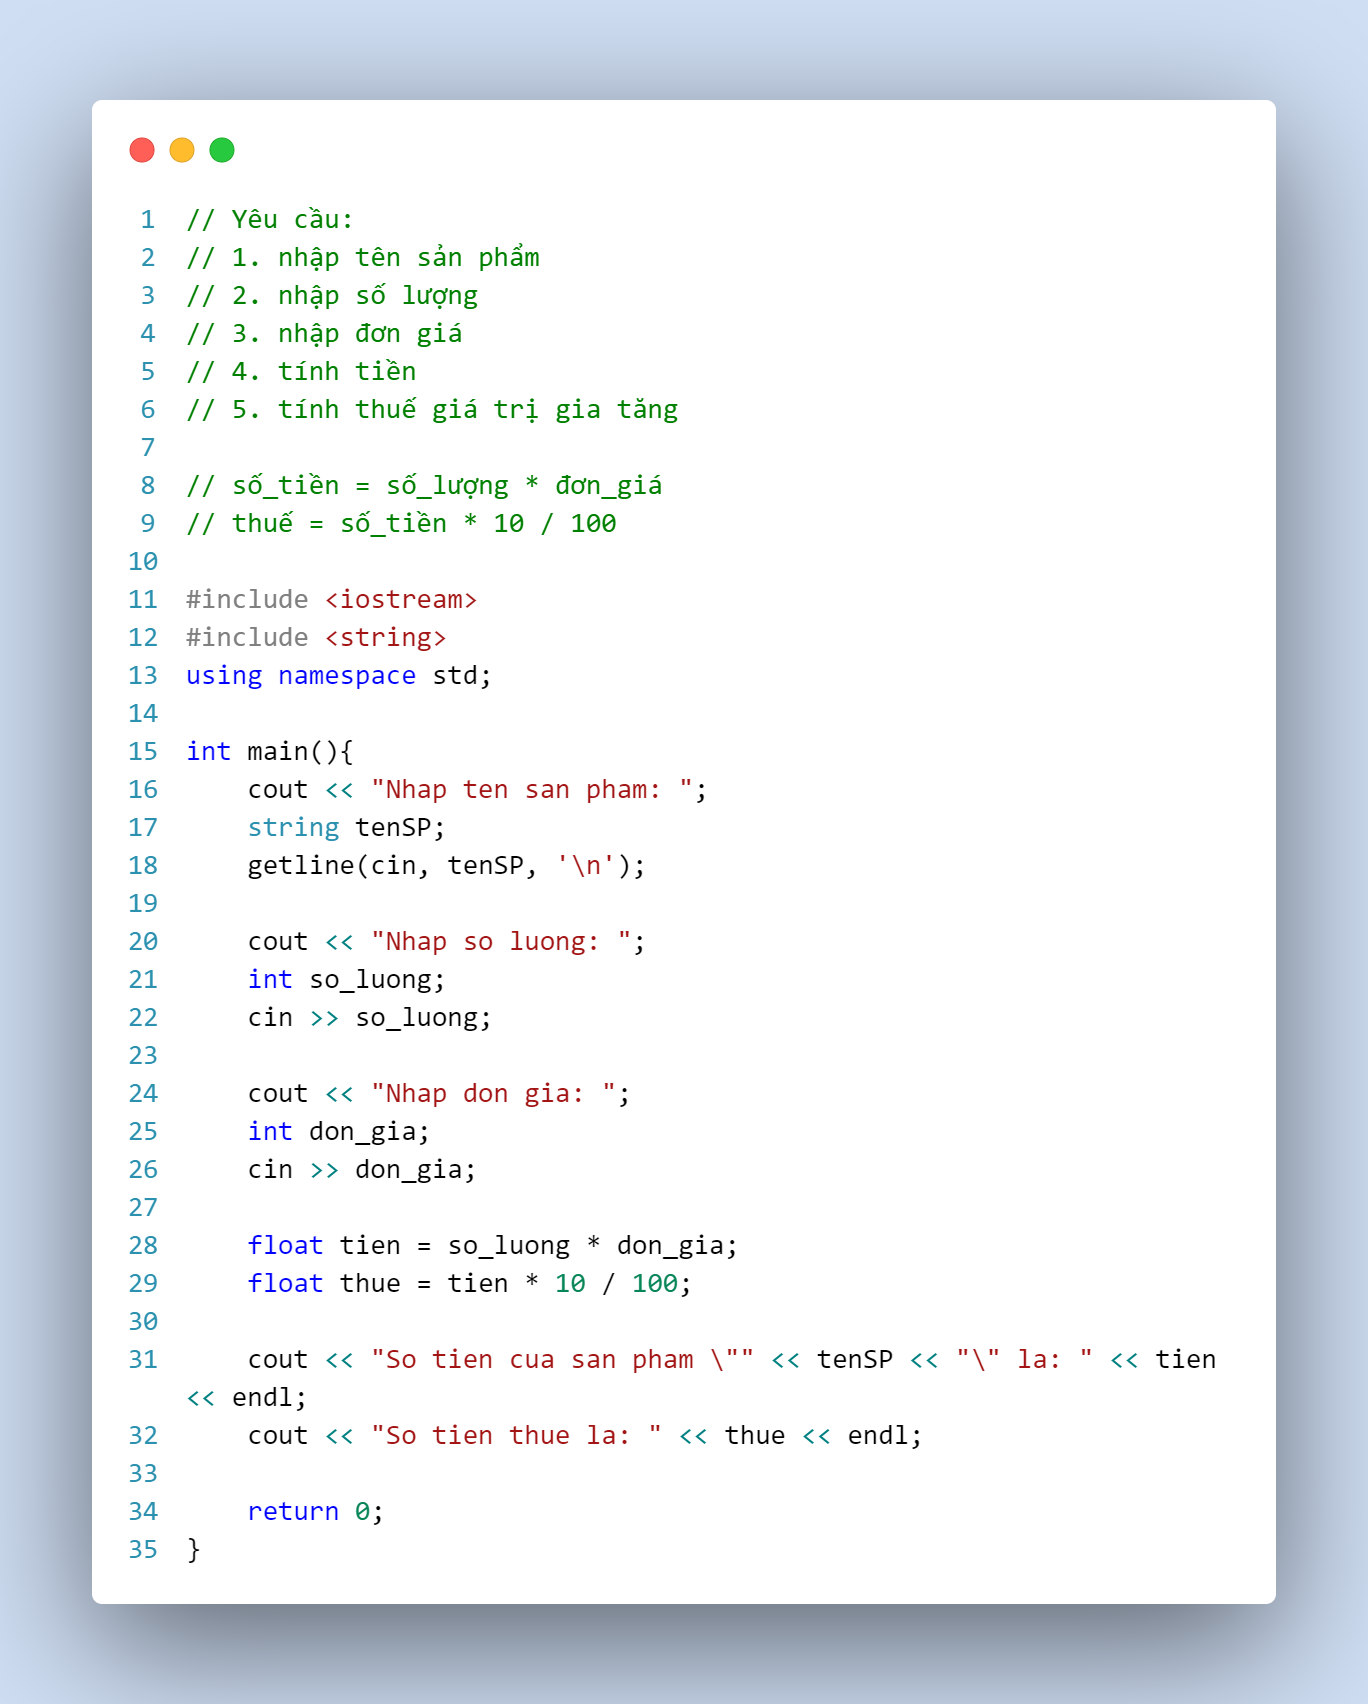 1 // Yêu cầu:
2 // 1. nhập tên sản phẩm
3 // 2. nhập số lượng
4 // 3. nhập đơn giá
5 // 4. tính tiền
6 // 5. tính thuế giá trị gia tăng
7
8 // số_tiền = số_lượng * đơn_giá
9 // thuế = số_tiền * 10 / 100
10
11 #include <iostream>
12 #include <string>
13 using namespace std;
14
15 int main(){
16     cout << "Nhap ten san pham: ";
17     string tenSP;
18     getline(cin, tenSP, '\n');
19
20     cout << "Nhap so luong: ";
21     int so_luong;
22     cin >> so_luong;
23
24     cout << "Nhap don gia: ";
25     int don_gia;
26     cin >> don_gia;
27
28     float tien = so_luong * don_gia;
29     float thue = tien * 10 / 100;
30
31     cout << "So tien cua san pham \"" << tenSP << "\" la: " << tien
<< endl;
32     cout << "So tien thue la: " << thue << endl;
33
34     return 0;
35 }